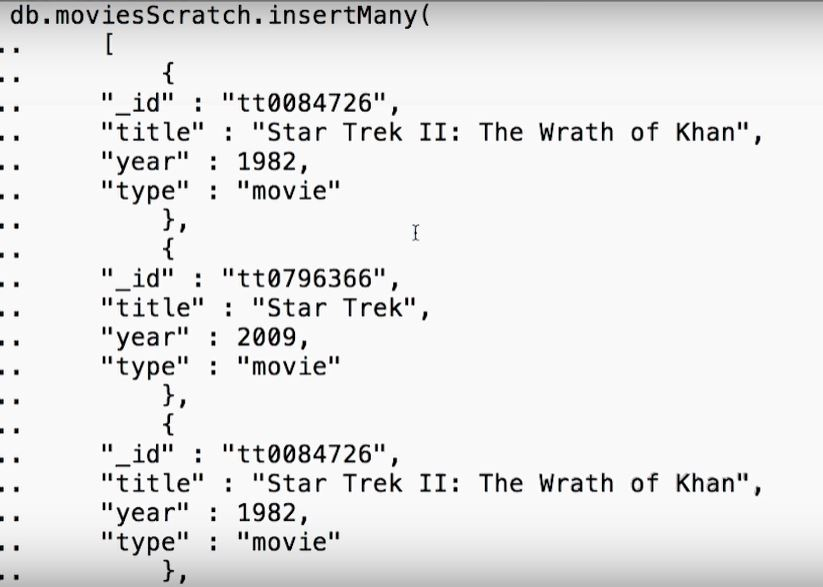 db.moviesScratch.insertMany(
.. [
.. {
.. "_id" : "tt0084726",
.. "title" : "Star Trek II: The Wrath of Khan",
.. "year" : 1982,
.. "type" : "movie"
.. },
.. {
.. "_id" : "tt0796366",
.. "title" : "Star Trek",
.. "year" : 2009,
.. "type" : "movie"
.. },
.. {
.. "_id" : "tt0084726",
.. "title" : "Star Trek II: The Wrath of Khan",
.. "year" : 1982,
.. "type" : "movie"
.. },